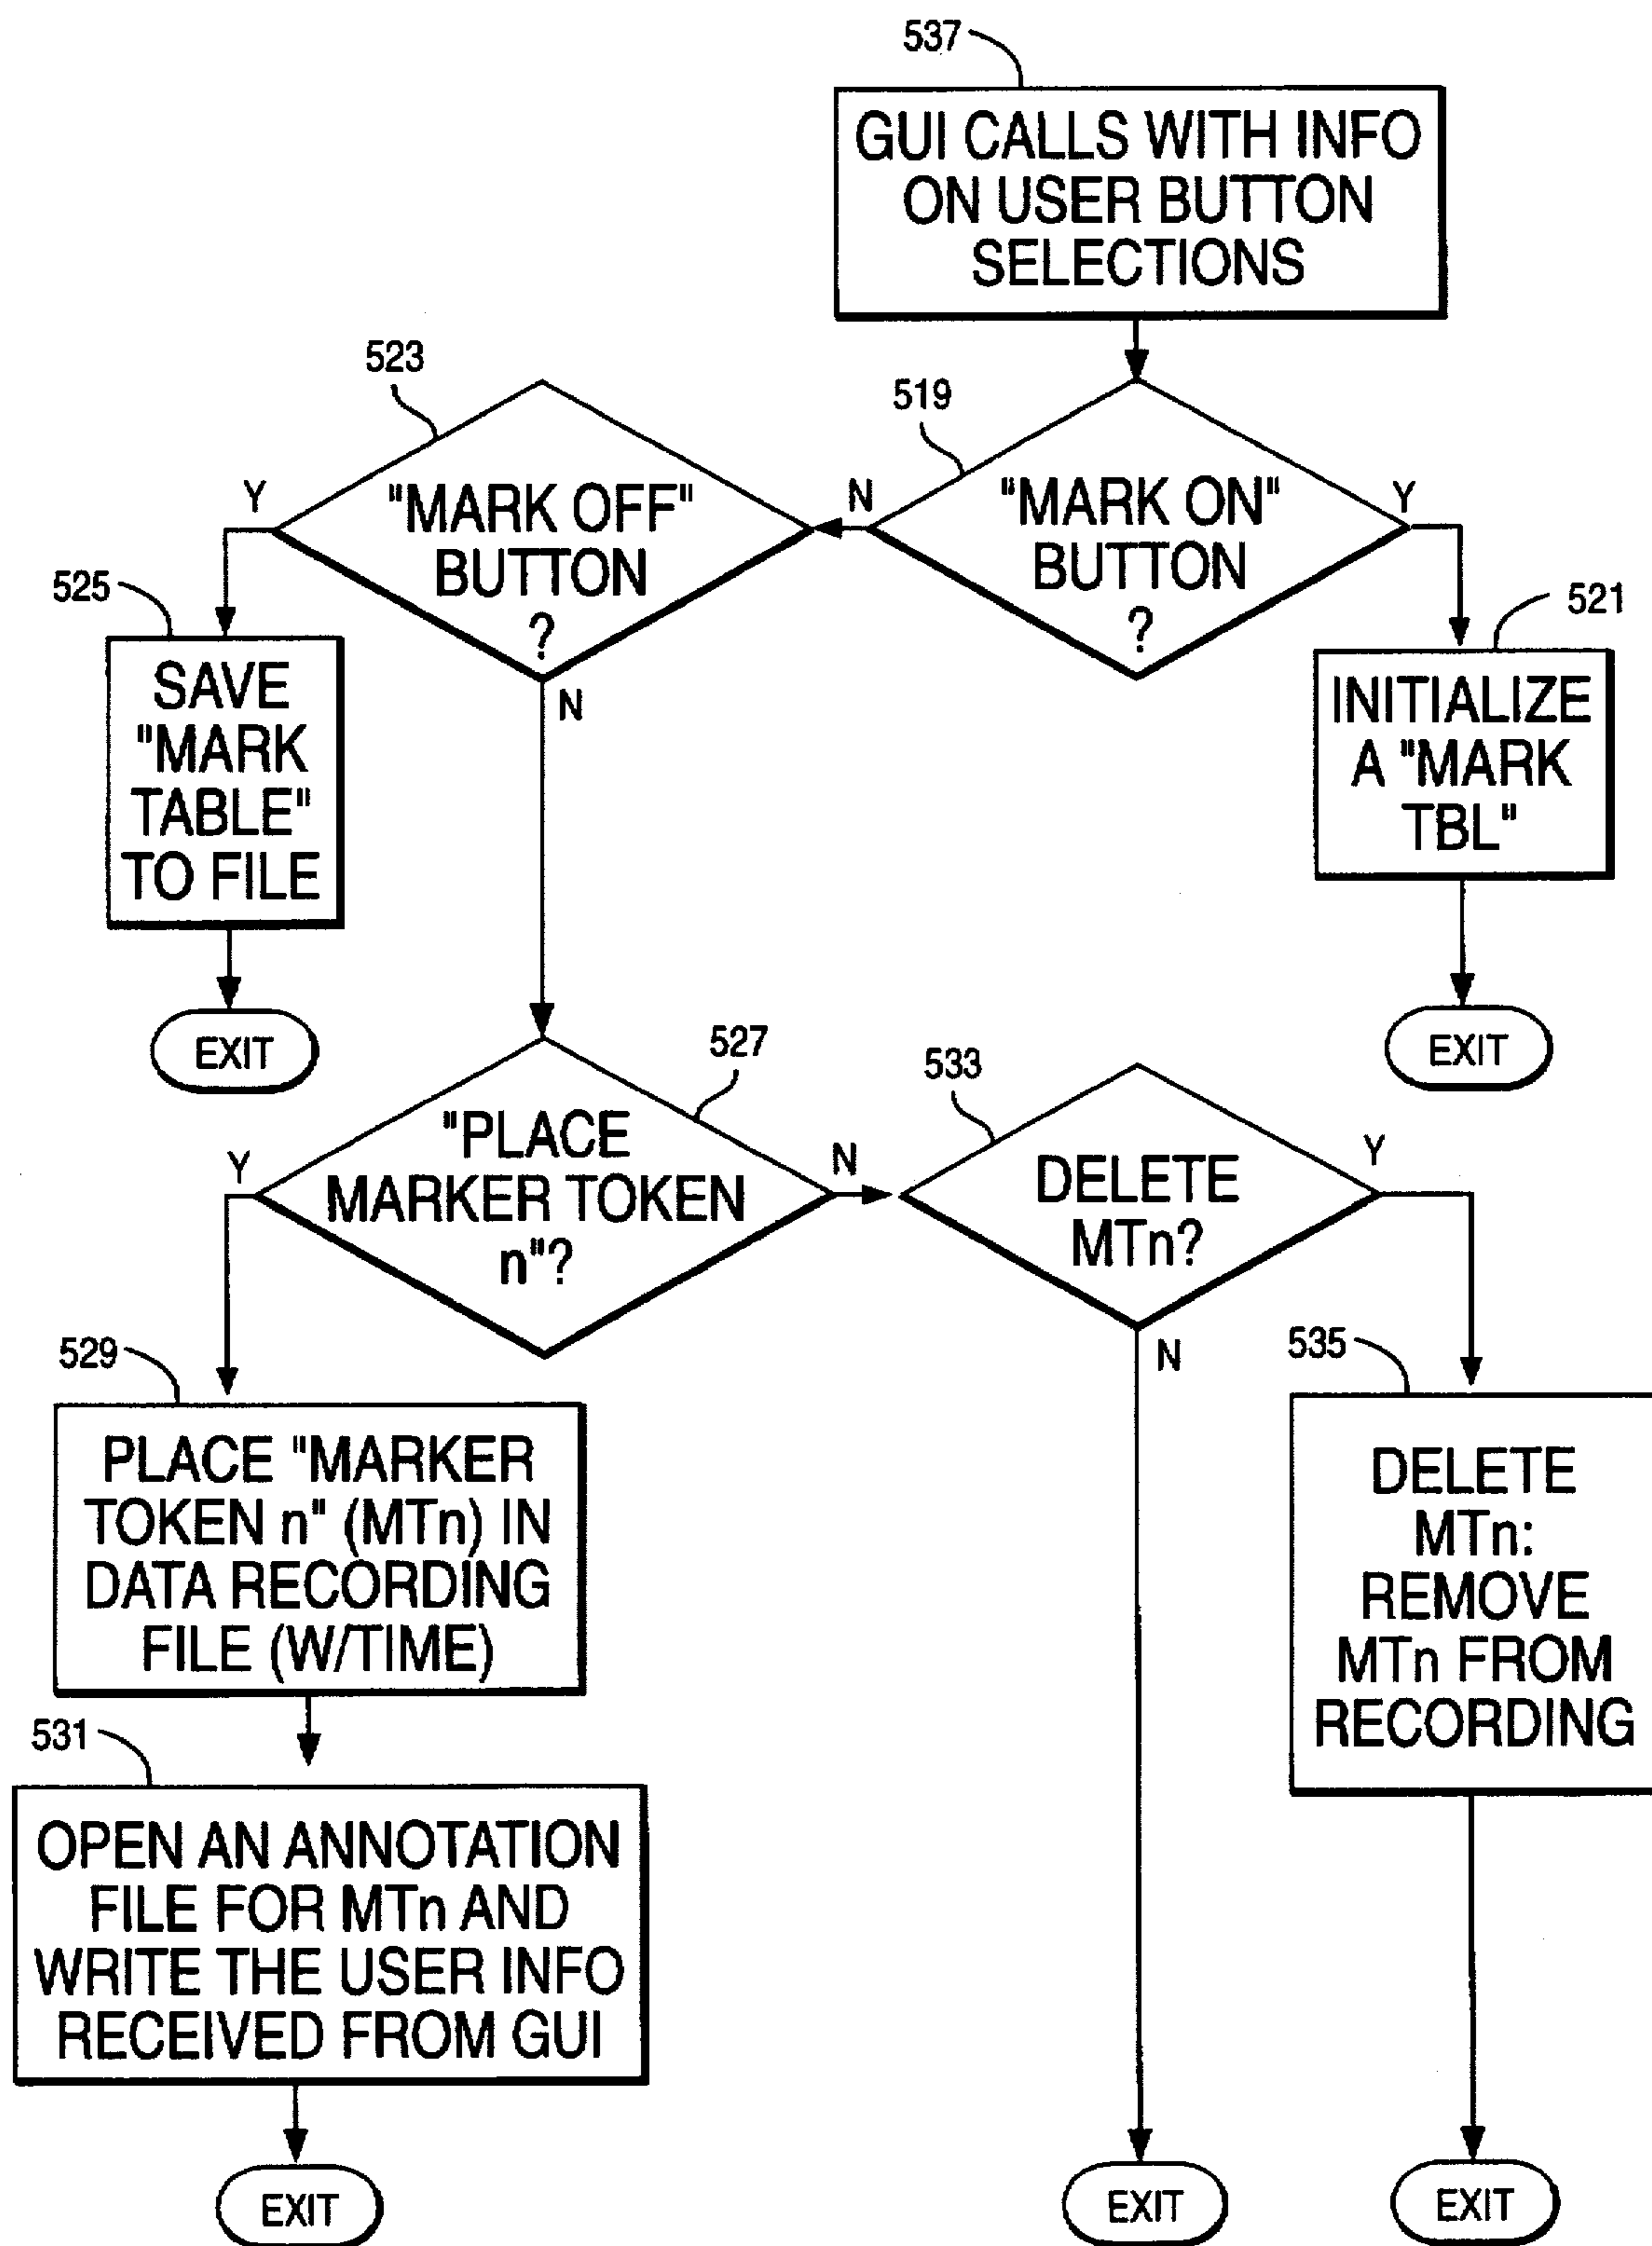 537
GUI CALLS WITH INFO
ON USER BUTTON
SELECTIONS
523
519
Y
"MARK OFF"
BUTTON
?
N
"MARK ON"
BUTTON
?
Y
525
521
SAVE
"MARK
TABLE"
TO FILE
N
INITIALIZE
A "MARK
TBL"
EXIT
EXIT
527
533
Y
"PLACE
MARKER TOKEN
n"?
N
DELETE
MTn?
Y
N
529
535
PLACE "MARKER
TOKEN n" (MTn) IN
DATA RECORDING
FILE (W/TIME)
DELETE
MTn:
REMOVE
MTn FROM
RECORDING
531
OPEN AN ANNOTATION
FILE FOR MTn AND
WRITE THE USER INFO
RECEIVED FROM GUI
EXIT
EXIT
EXIT